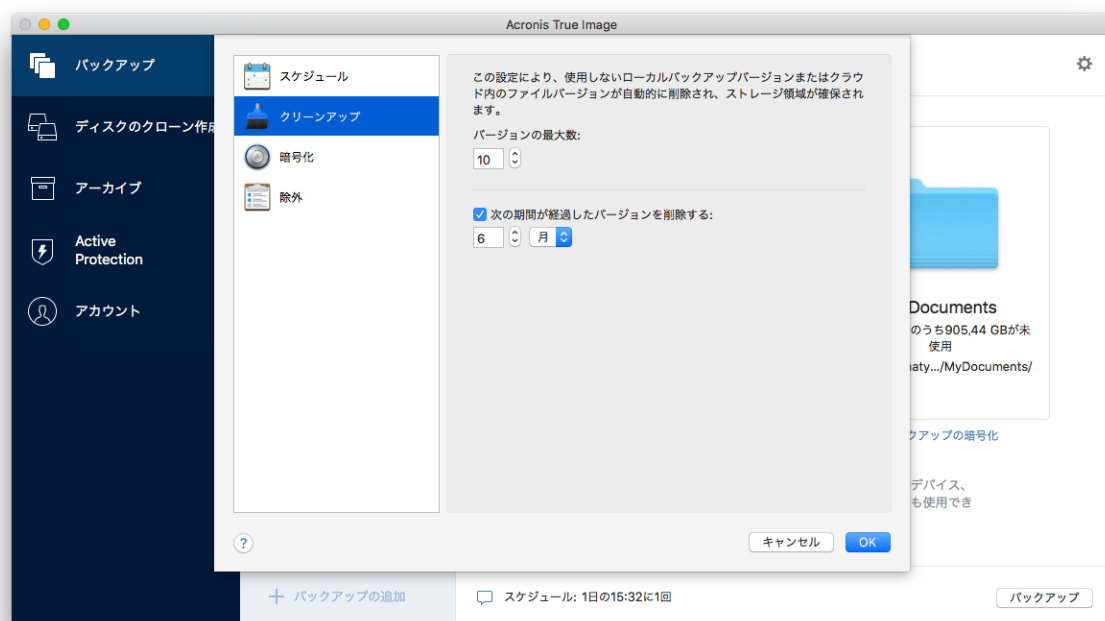 Acronis True Image
バックアップ
ディスクのクローン作成
アーカイブ
Active
Protection
アカウント
スケジュール
クリーンアップ
暗号化
除外
この設定により、使用しないローカルバックアップバージョンまたはクラウ
ド内のファイルバージョンが自動的に削除され、ストレージ領域が確保され
ます。
バージョンの最大数:
10
次の期間が経過したバージョンを削除する:
6
月
?
キャンセル
OK
Documents
のうち905,44 GBが未
使用
naty.../MyDocuments/
クアップの暗号化
デバイス、
も使用でき
バックアップの追加
スケジュール: 1日の15:32に1回
バックアップ